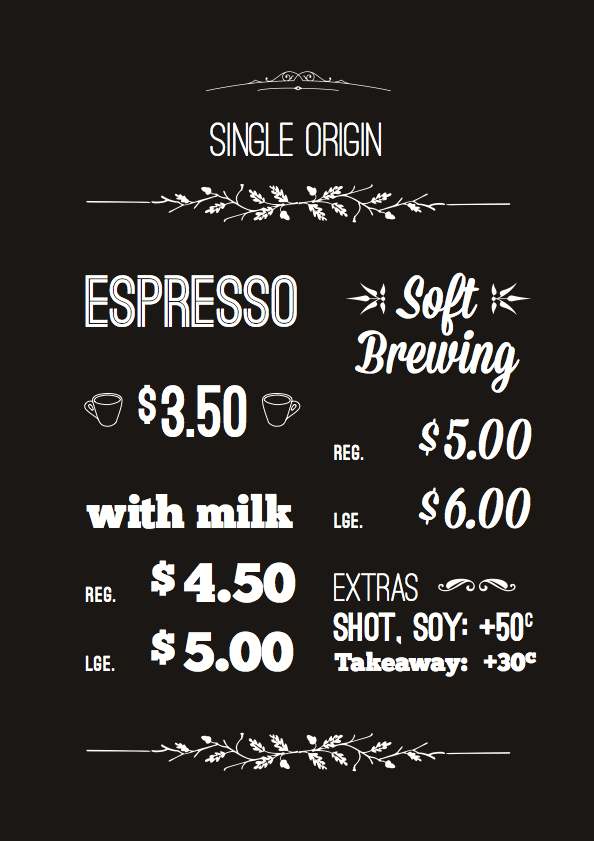 SINGLE ORIGIN
ESPRESSO
$3.50
with milk
REG. $4.50
LGE. $5.00
Soft
Brewing
REG. $5.00
LGE. $6.00
EXTRAS
SHOT, SOY: +50c
Takeaway: +30c